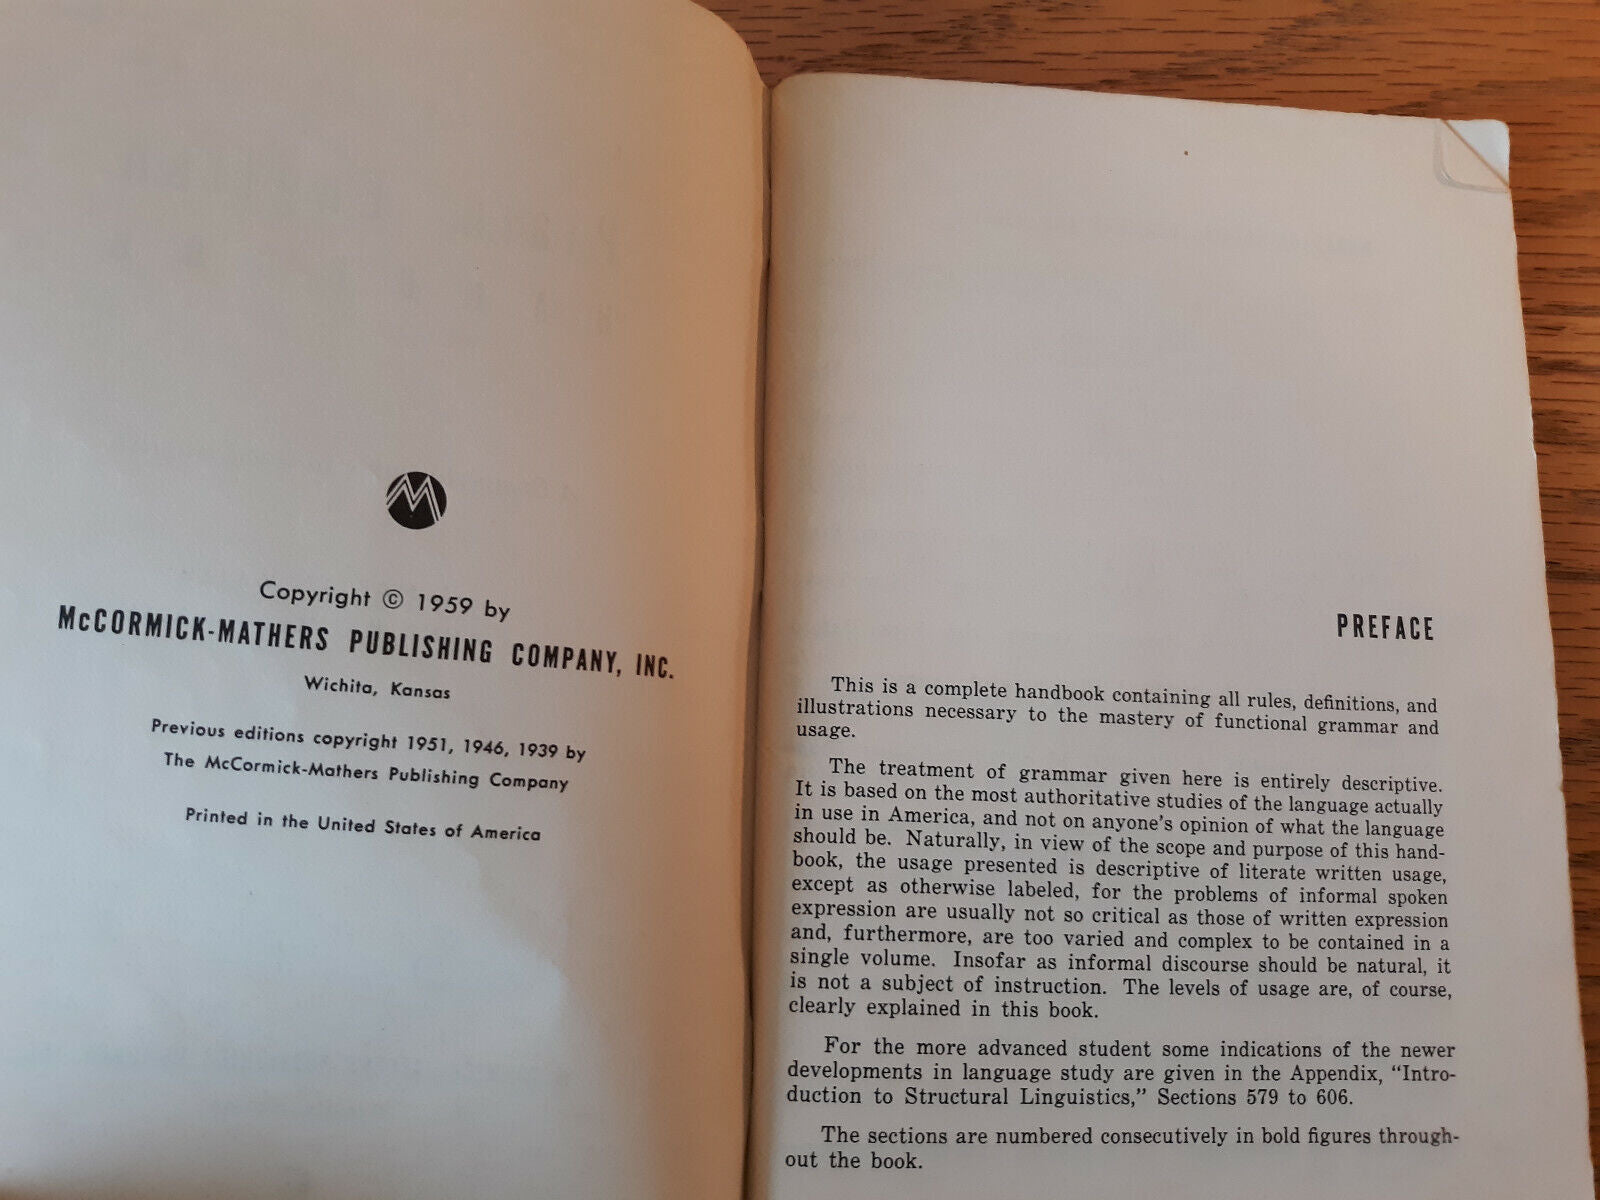 M
Copyright © 1959 by
McCORMICK-MATHERS PUBLISHING COMPANY, INC.
Wichita, Kansas
Previous editions copyright 1951, 1946, 1939 by
The McCormick-Mathers Publishing Company
Printed in the United States of America
PREFACE
This is a complete handbook containing all rules, definitions, and
illustrations necessary to the mastery of functional grammar and
usage.
The treatment of grammar given here is entirely descriptive.
It is based on the most authoritative studies of the language actually
in use in America, and not on anyone's opinion of what the language
should be. Naturally, in view of the scope and purpose of this hand-
book, the usage presented is descriptive of literate written usage,
except as otherwise labeled, for the problems of informal spoken
expression are usually not so critical as those of written expression
and, furthermore, are too varied and complex to be contained in a
single volume. Insofar as informal discourse should be natural, it
is not a subject of instruction. The levels of usage are, of course,
clearly explained in this book.
For the more advanced student some indications of the newer
developments in language study are given in the Appendix, "Intro-
duction to Structural Linguistics," Sections 579 to 606.
The sections are numbered consecutively in bold figures through-
out the book.